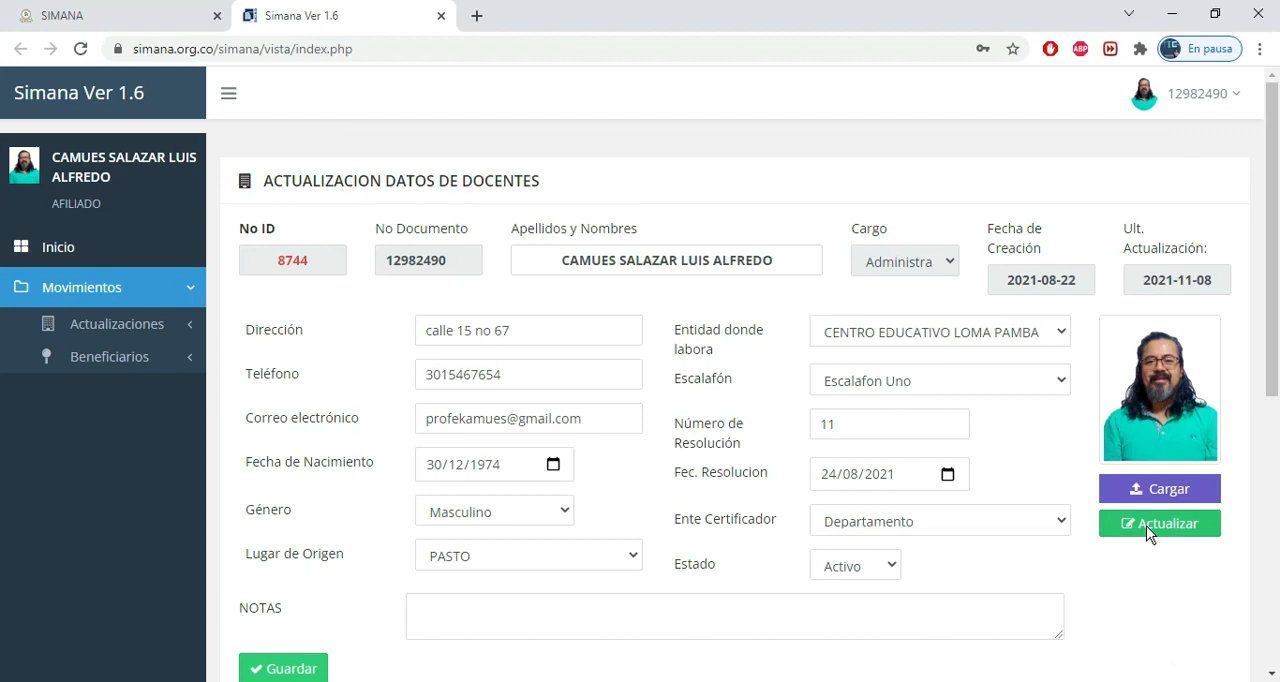 SIMANA
Simana Ver 1.6
simana.org.co/simana/vista/index.php
ABP
En pausa
Simana Ver 1.6
12982490
CAMUES SALAZAR LUIS
ALFREDO
AFILIADO
Inicio
Movimientos
Actualizaciones
Beneficiarios
ACTUALIZACION DATOS DE DOCENTES
No ID
No Documento
Apellidos y Nombres
Cargo
Fecha de
Creación
Ult.
Actualización:
8744
12982490
CAMUES SALAZAR LUIS ALFREDO
Administra
2021-08-22
2021-11-08
Dirección
calle 15 no 67
Teléfono
3015467654
Correo electrónico
profekamues@gmail.com
Fecha de Nacimiento
30/12/1974
Género
Masculino
Lugar de Origen
PASTO
Entidad donde
labora
CENTRO EDUCATIVO LOMA PAMBA
Escalafón
Escalafon Uno
Número de
Resolución
11
Fec. Resolucion
24/08/2021
Ente Certificador
Departamento
Estado
Activo
Cargar
Actualizar
NOTAS
Guardar